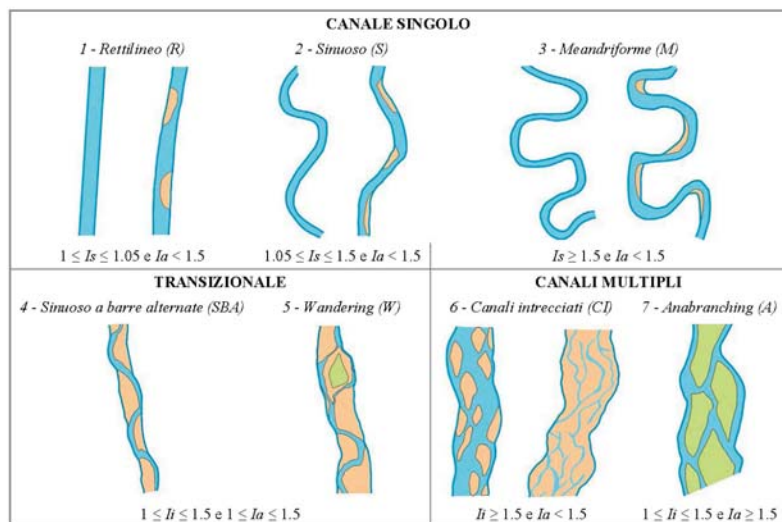 CANALE SINGOLO
1 - Rettilineo (R) 2 - Sinuoso (S) 3 - Meandriforme (M)
1 ≤ Is ≤ 1.05 e Ia < 1.5 1.05 ≤ Is ≤ 1.5 e Ia < 1.5 Is ≥ 1.5 e Ia < 1.5
TRANSIZIONALE CANALI MULTIPLI
4 - Sinuoso a barre alternate (SBA) 5 - Wandering (W) 6 - Canali intrecciati (CI) 7 - Anabranching (A)
1 ≤ Ii ≤ 1.5 e 1 ≤ Ia ≤ 1.5 Ii ≥ 1.5 e Ia < 1.5 1 ≤ Ii ≤ 1.5 e Ia ≥ 1.5